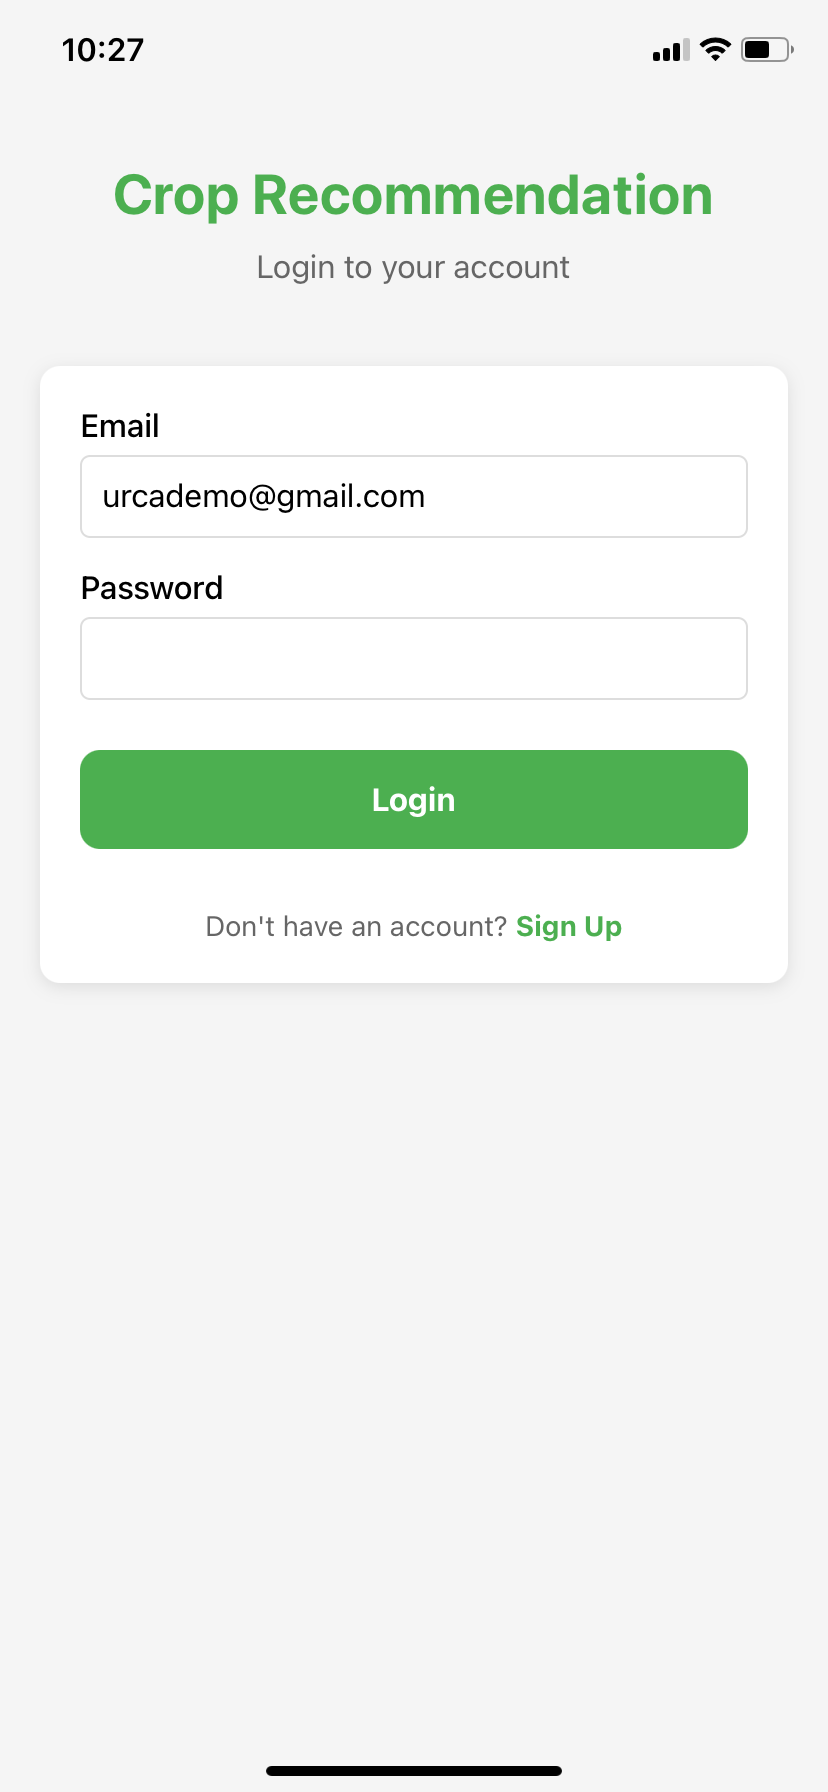 10:27
Crop Recommendation
Login to your account
Email
urcademo@gmail.com
Password
Login
Don't have an account? Sign Up